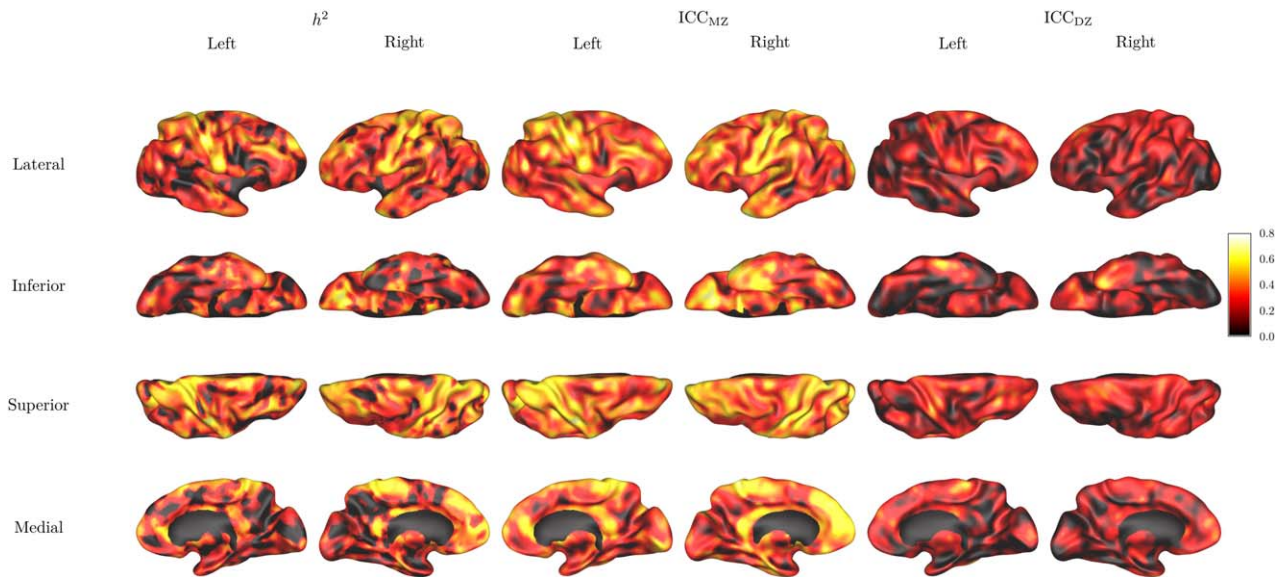 h² ICC_MZ ICC_DZ
Left Right Left Right Left Right
Lateral
0.8
0.6
Inferior
0.4
0.2
0.0
Superior
Medial